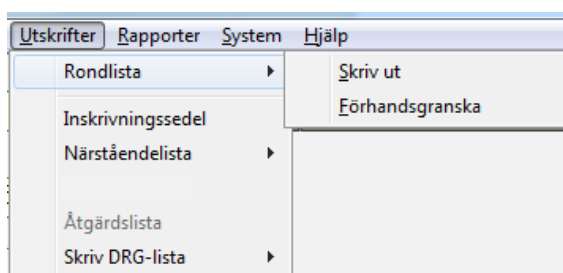 Utskrifter Rapporter System Hjälp
Rondlista
Skriv ut
Förhandsgranska
Inskrivningssedel
Närståendelista
Åtgärdslista
Skriv DRG-lista